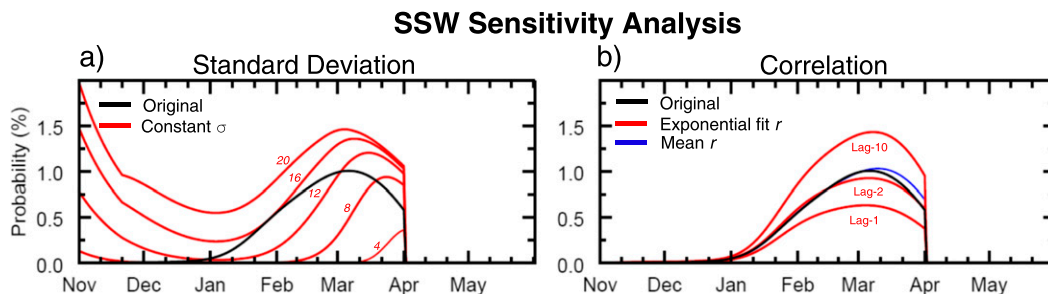 SSW Sensitivity Analysis
a)
Standard Deviation
Probability (%)
1.5
1.0
0.5
0.0
Original
Constant σ
20
16
12
8
4
Nov Dec Jan Feb Mar Apr May
b)
Correlation
1.5
1.0
0.5
0.0
Original
Exponential fit r
Mean r
Lag-10
Lag-2
Lag-1
Nov Dec Jan Feb Mar Apr May